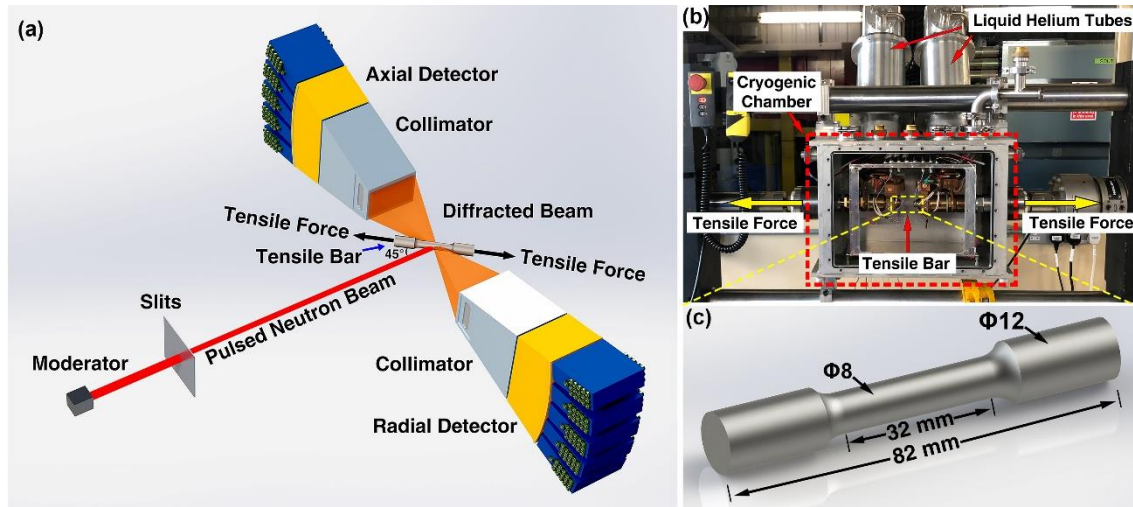 (a)
Axial Detector
Collimator
Diffracted Beam
Tensile Force
Tensile Bar
45°
Tensile Force
Slits
Pulsed Neutron Beam
Moderator
Collimator
Radial Detector
(b)
Liquid Helium Tubes
Cryogenic
Chamber
Tensile Force
Tensile Force
Tensile Bar
(c)
Φ12
Φ8
32 mm
82 mm